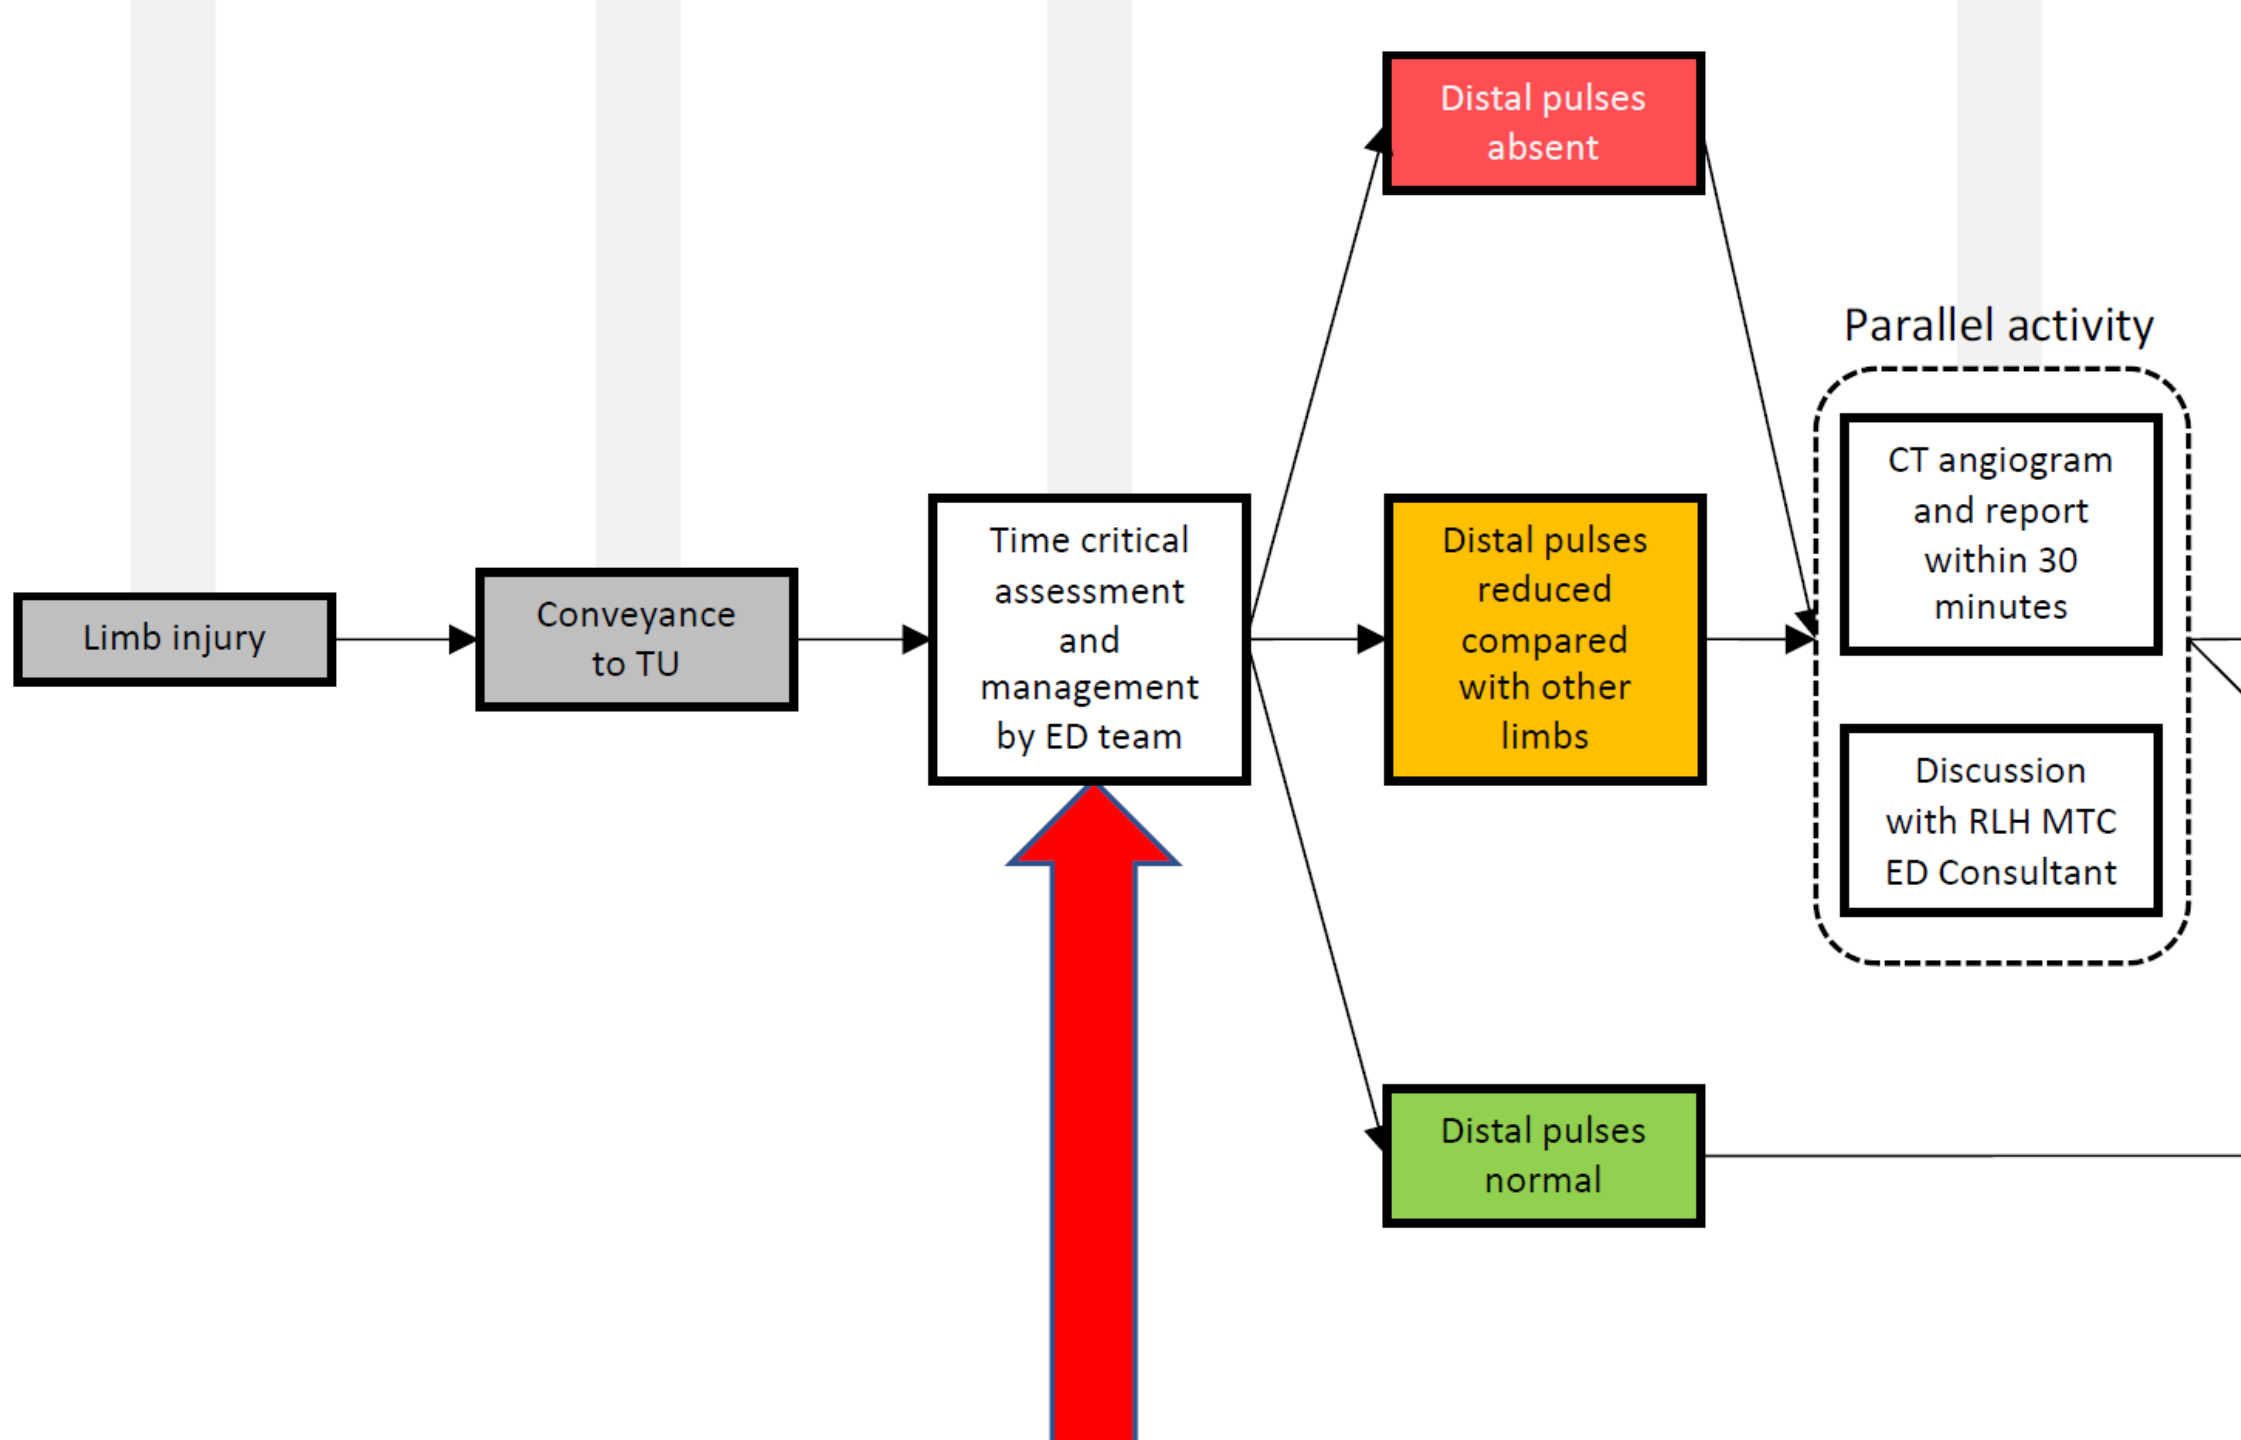 Limb injury
Conveyance
to TU
Time critical
assessment
and
management
by ED team
Distal pulses
absent
Distal pulses
reduced
compared
with other
limbs
Distal pulses
normal
Parallel activity
CT angiogram
and report
within 30
minutes
Discussion
with RLH MTC
ED Consultant